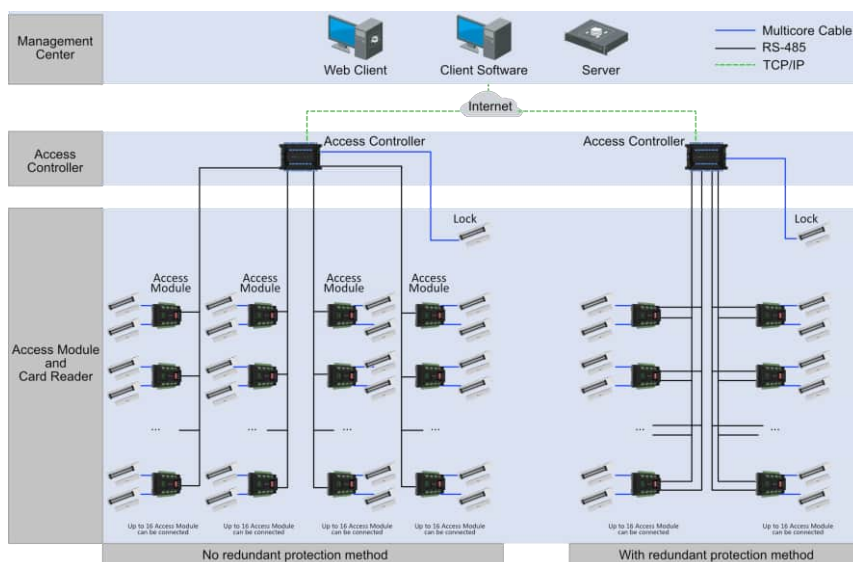 Management
Center
Web Client
Client Software
Server
Multicore Cable
RS-485
TCP/IP
Internet
Access
Controller
Access Controller
Access Controller
Access Module
and
Card Reader
Lock
Lock
Access
Module
Access
Module
Access
Module
Access
Module
...
...
...
...
...
...
Up to 16 Access Module
can be connected
Up to 16 Access Module
can be connected
Up to 16 Access Module
can be connected
Up to 16 Access Module
can be connected
Up to 16 Access Module
can be connected
Up to 16 Access Module
can be connected
No redundant protection method
With redundant protection method